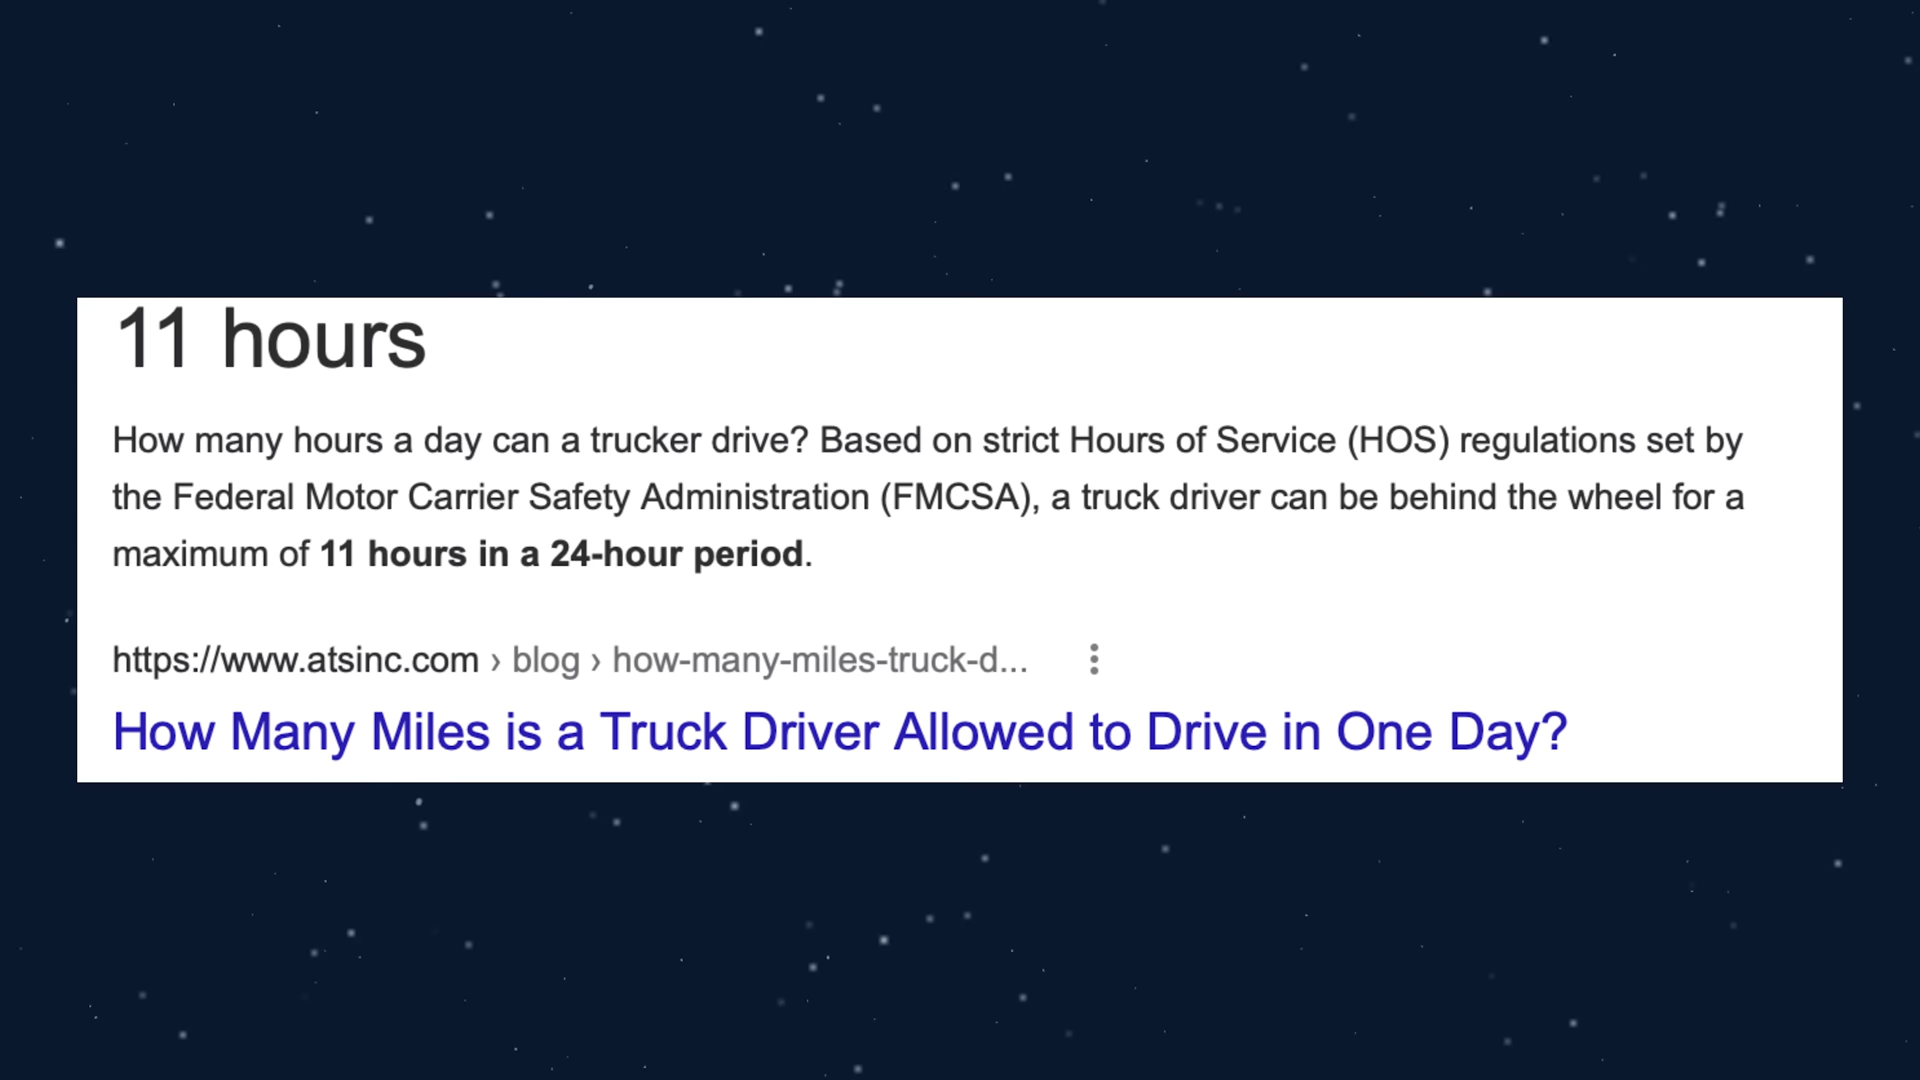 11 hours
How many hours a day can a trucker drive? Based on strict Hours of Service (HOS) regulations set by
the Federal Motor Carrier Safety Administration (FMCSA), a truck driver can be behind the wheel for a
maximum of 11 hours in a 24-hour period.
https://www.atsinc.com › blog › how-many-miles-truck-d...
How Many Miles is a Truck Driver Allowed to Drive in One Day?